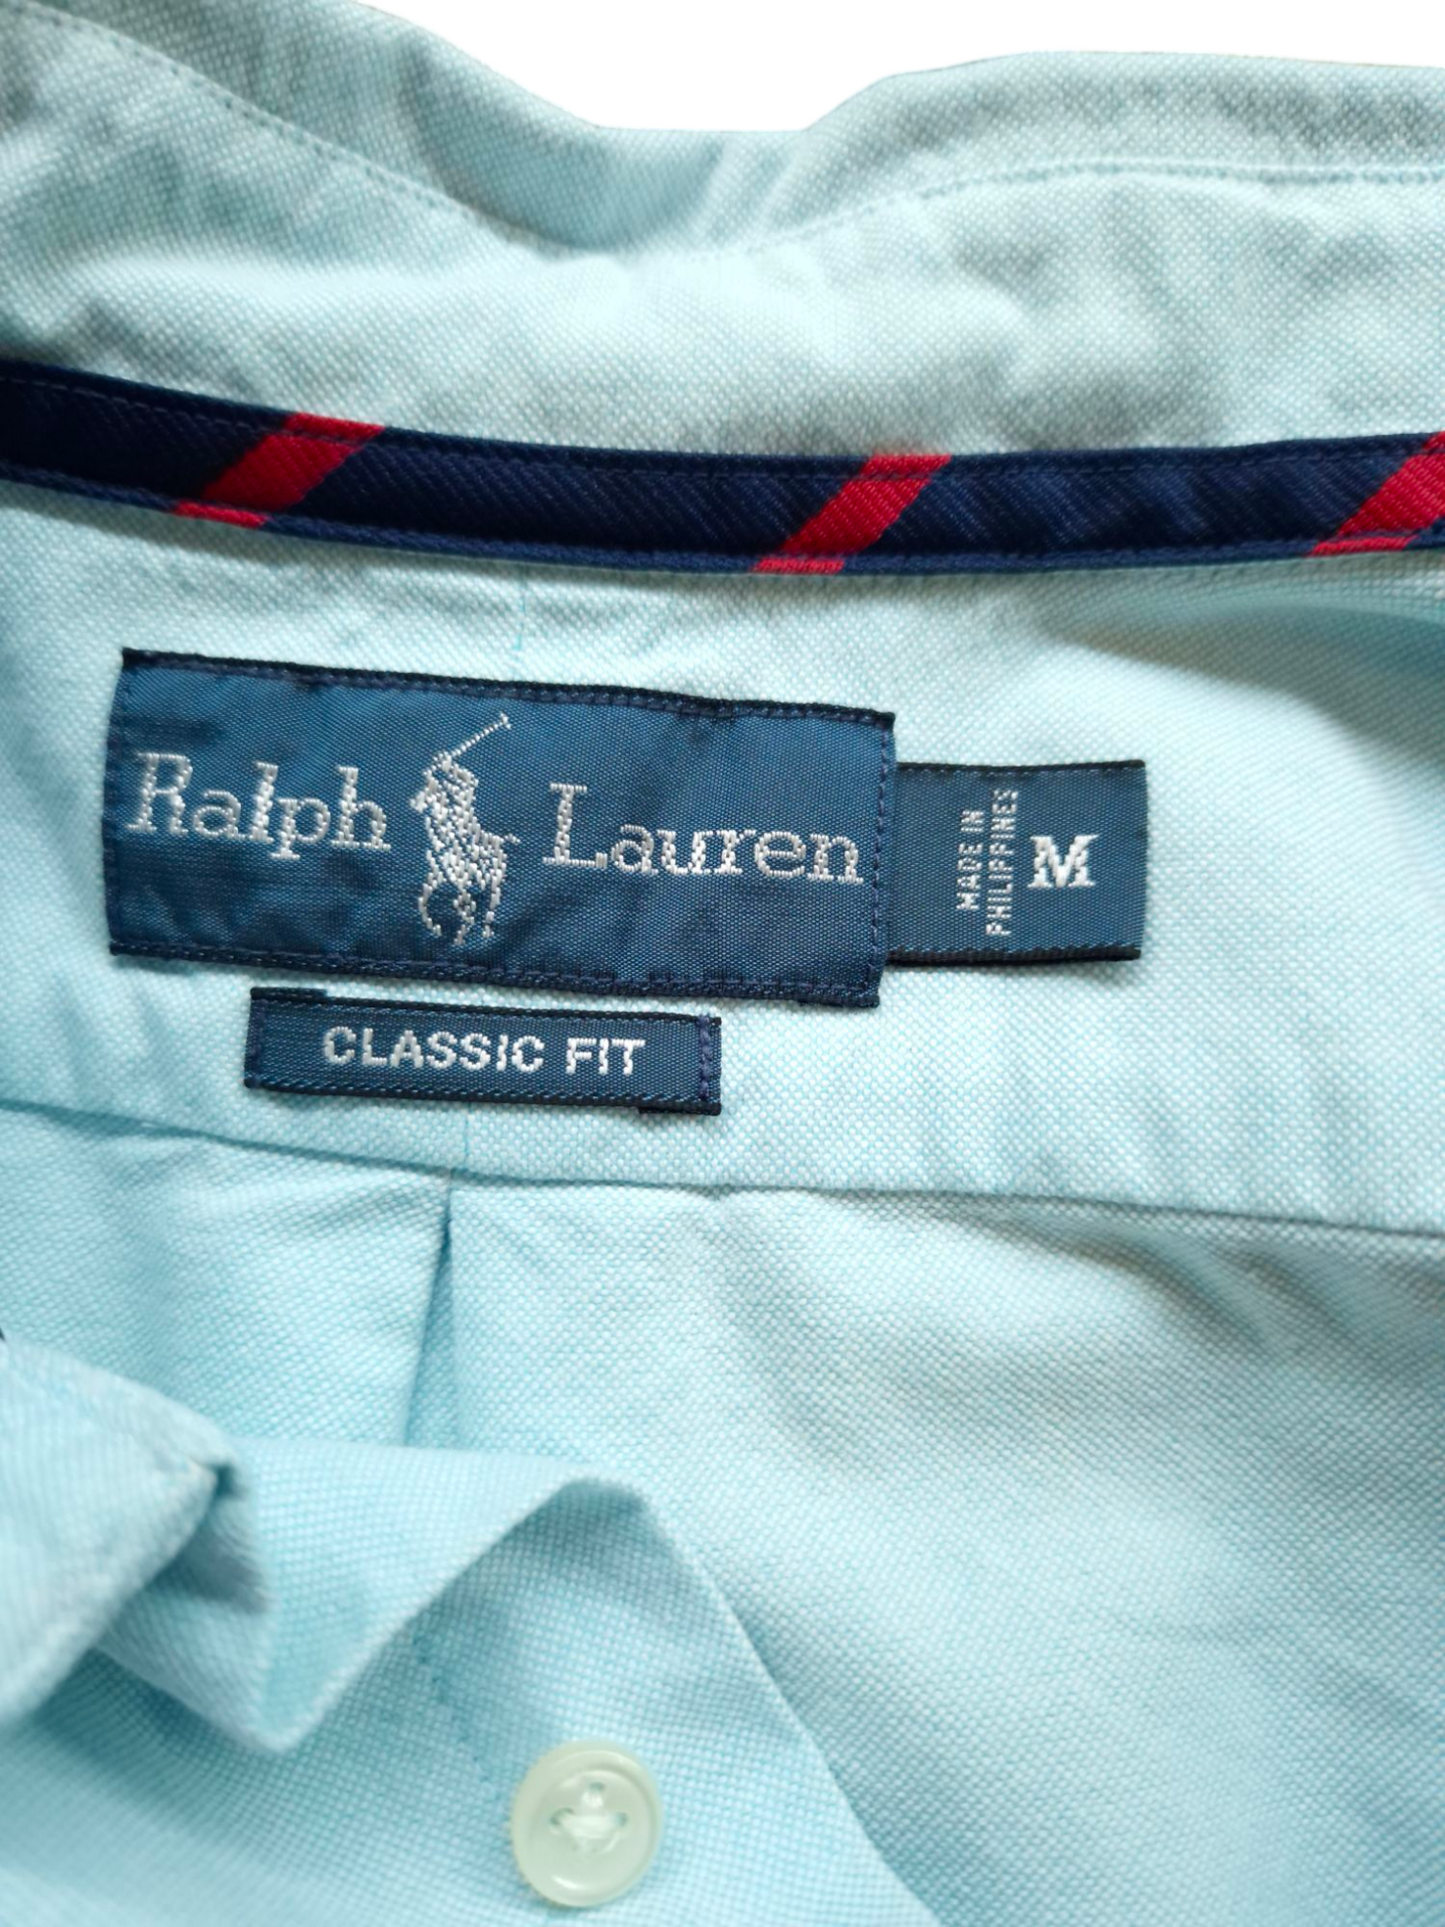 Ralph Lauren
MADE IN
PHILIPPINES
M
CLASSIC FIT